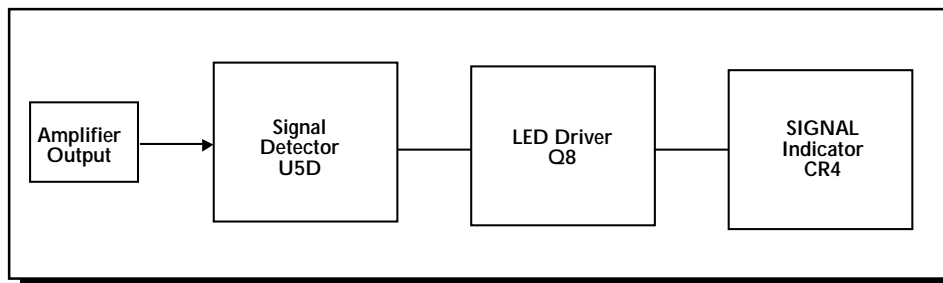 Amplifier
Output
Signal
Detector
U5D
LED Driver
Q8
SIGNAL
Indicator
CR4